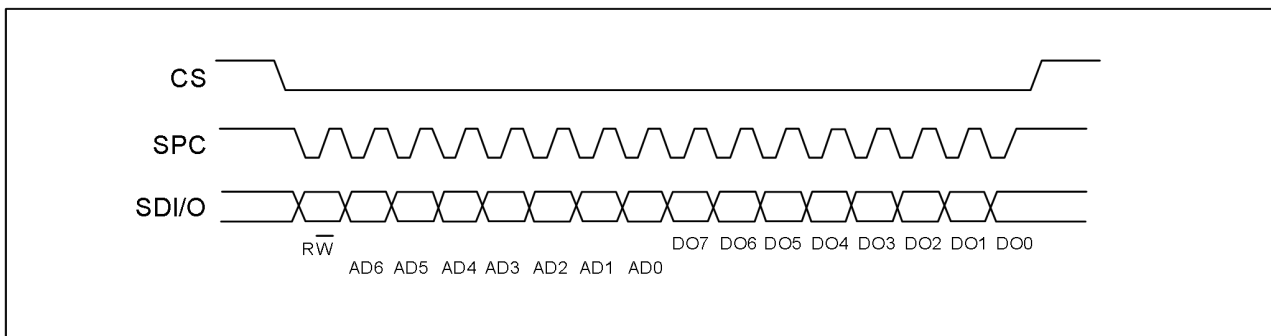 CS
SPC
SDI/O
RW̅
DO7 DO6 DO5 DO4 DO3 DO2 DO1 DO0
AD6 AD5 AD4 AD3 AD2 AD1 AD0